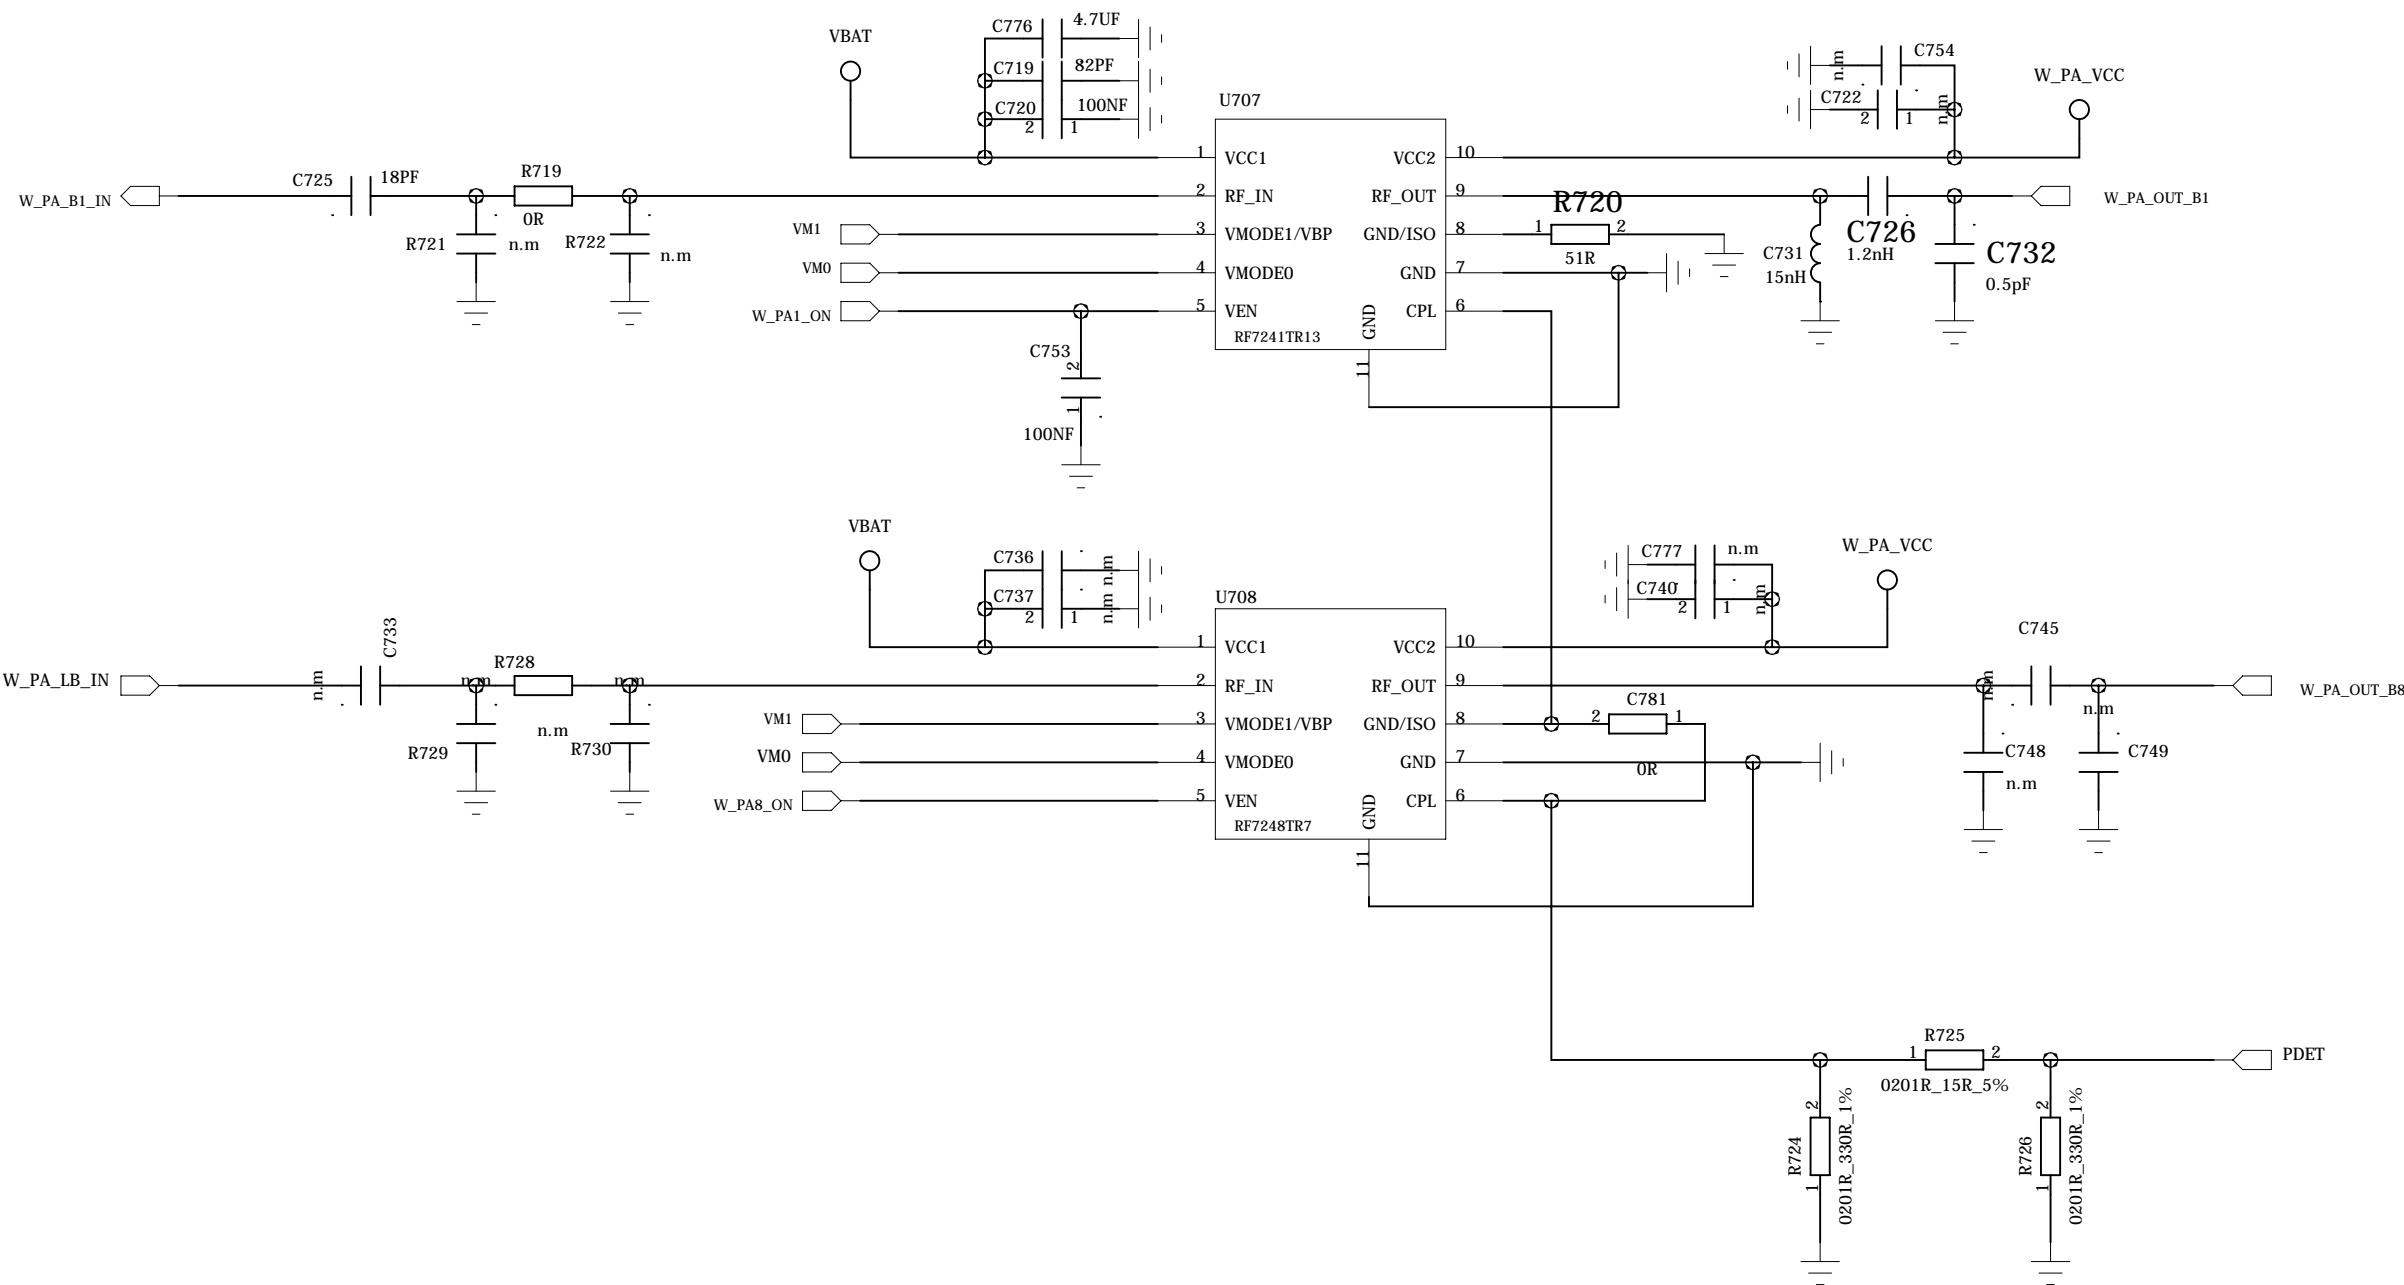 C776 4.7UF
VBAT
C754
n.m
C719 82PF
W_PA_VCC
C720 100NF
2 1
U707
C722
n.m
2 1
1 VCC1 VCC2 10
C725 18PF
R719
0R
W_PA_B1_IN
2 RF_IN RF_OUT 9
R720
W_PA_OUT_B1
R721 n.m
R722 n.m
VM1
3 VMODE1/VBP GND/ISO 8
1 2
51R
C726
1.2nH
C731
15nH
C732
0.5pF
VM0
4 VMODE0 GND 7
W_PA1_ON
5 VEN CPL 6
RF7241TR13
GND
11
C753
2
1
100NF
VBAT
C736 n.m
C777 n.m
W_PA_VCC
C737 n.m
2 1
C740 n.m
2 1
U708
C733
n.m
C745
1 VCC1 VCC2 10
W_PA_LB_IN
n.m
R728
n.m
2 RF_IN RF_OUT 9
n.m
W_PA_OUT_B8
n.m
C781
VM1
3 VMODE1/VBP GND/ISO 8
2 1
0R
R729
n.m
R730
C748
n.m
C749
VM0
4 VMODE0 GND 7
W_PA8_ON
5 VEN CPL 6
RF7248TR7
GND
11
R725
1 2
0201R_15R_5%
PDET
R724
2
1
0201R_330R_1%
R726
2
1
0201R_330R_1%